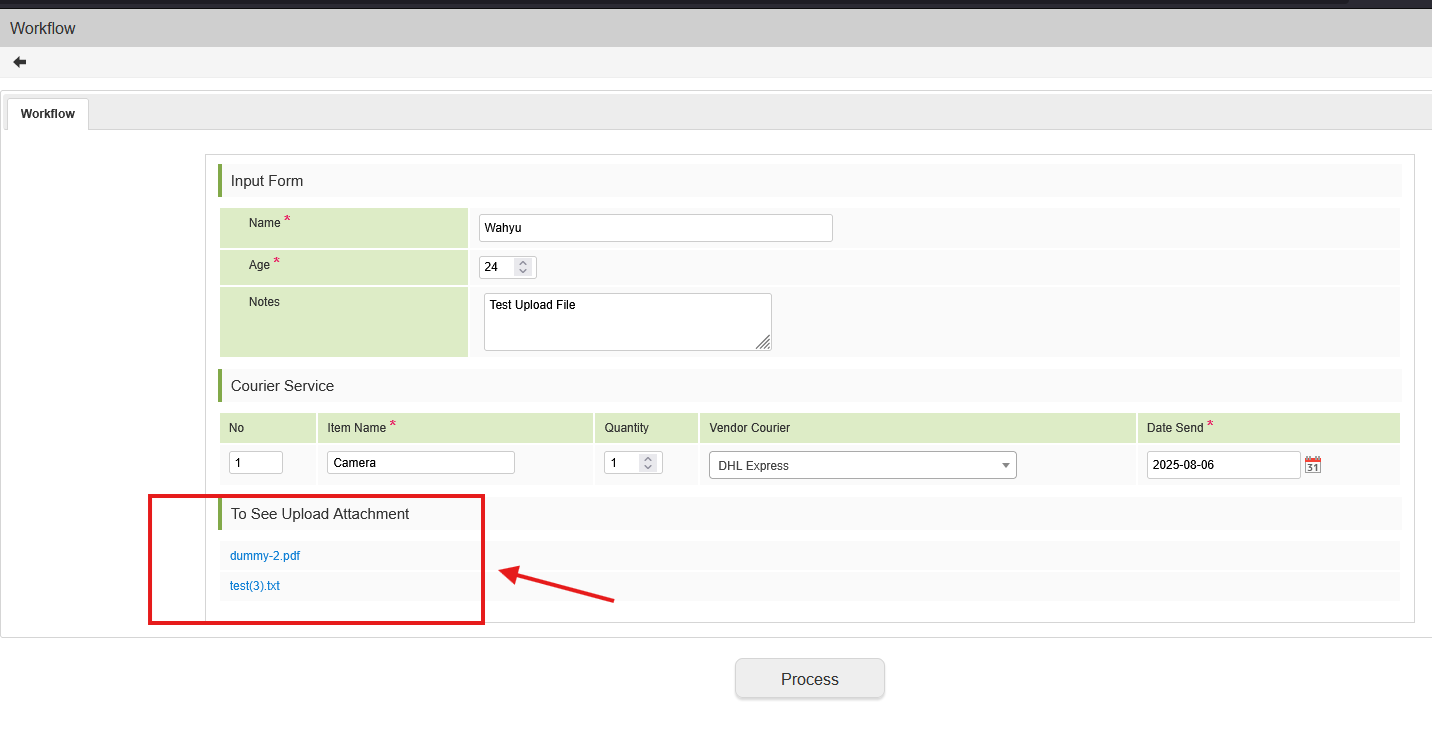 Workflow
Workflow
Input Form
Name *
Wahyu
Age *
24
Notes
Test Upload File
Courier Service
No Item Name * Quantity Vendor Courier Date Send *
1 Camera 1 DHL Express 2025-08-06 31
To See Upload Attachment
dummy-2.pdf
test(3).txt
Process